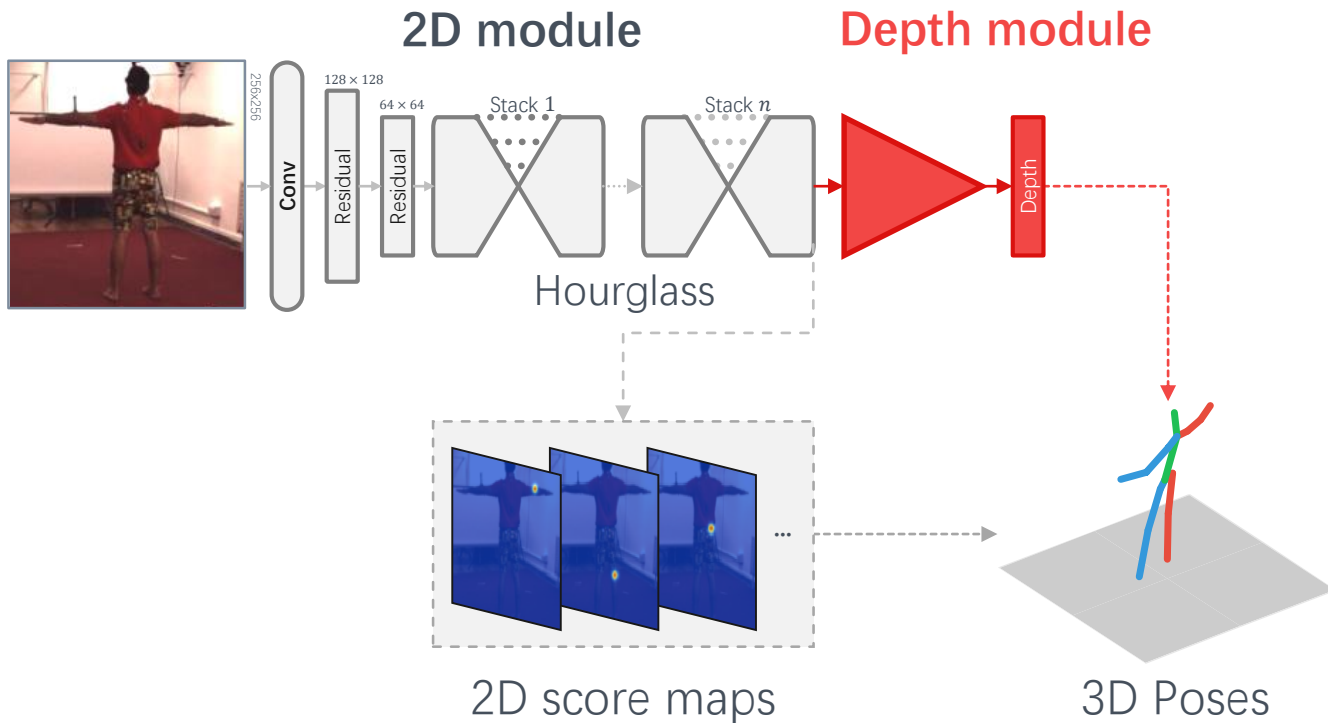 2D module
Depth module
256x256
128 × 128
64 × 64
Stack 1
Stack n
Conv
Residual
Residual
Depth
Hourglass
...
2D score maps
3D Poses